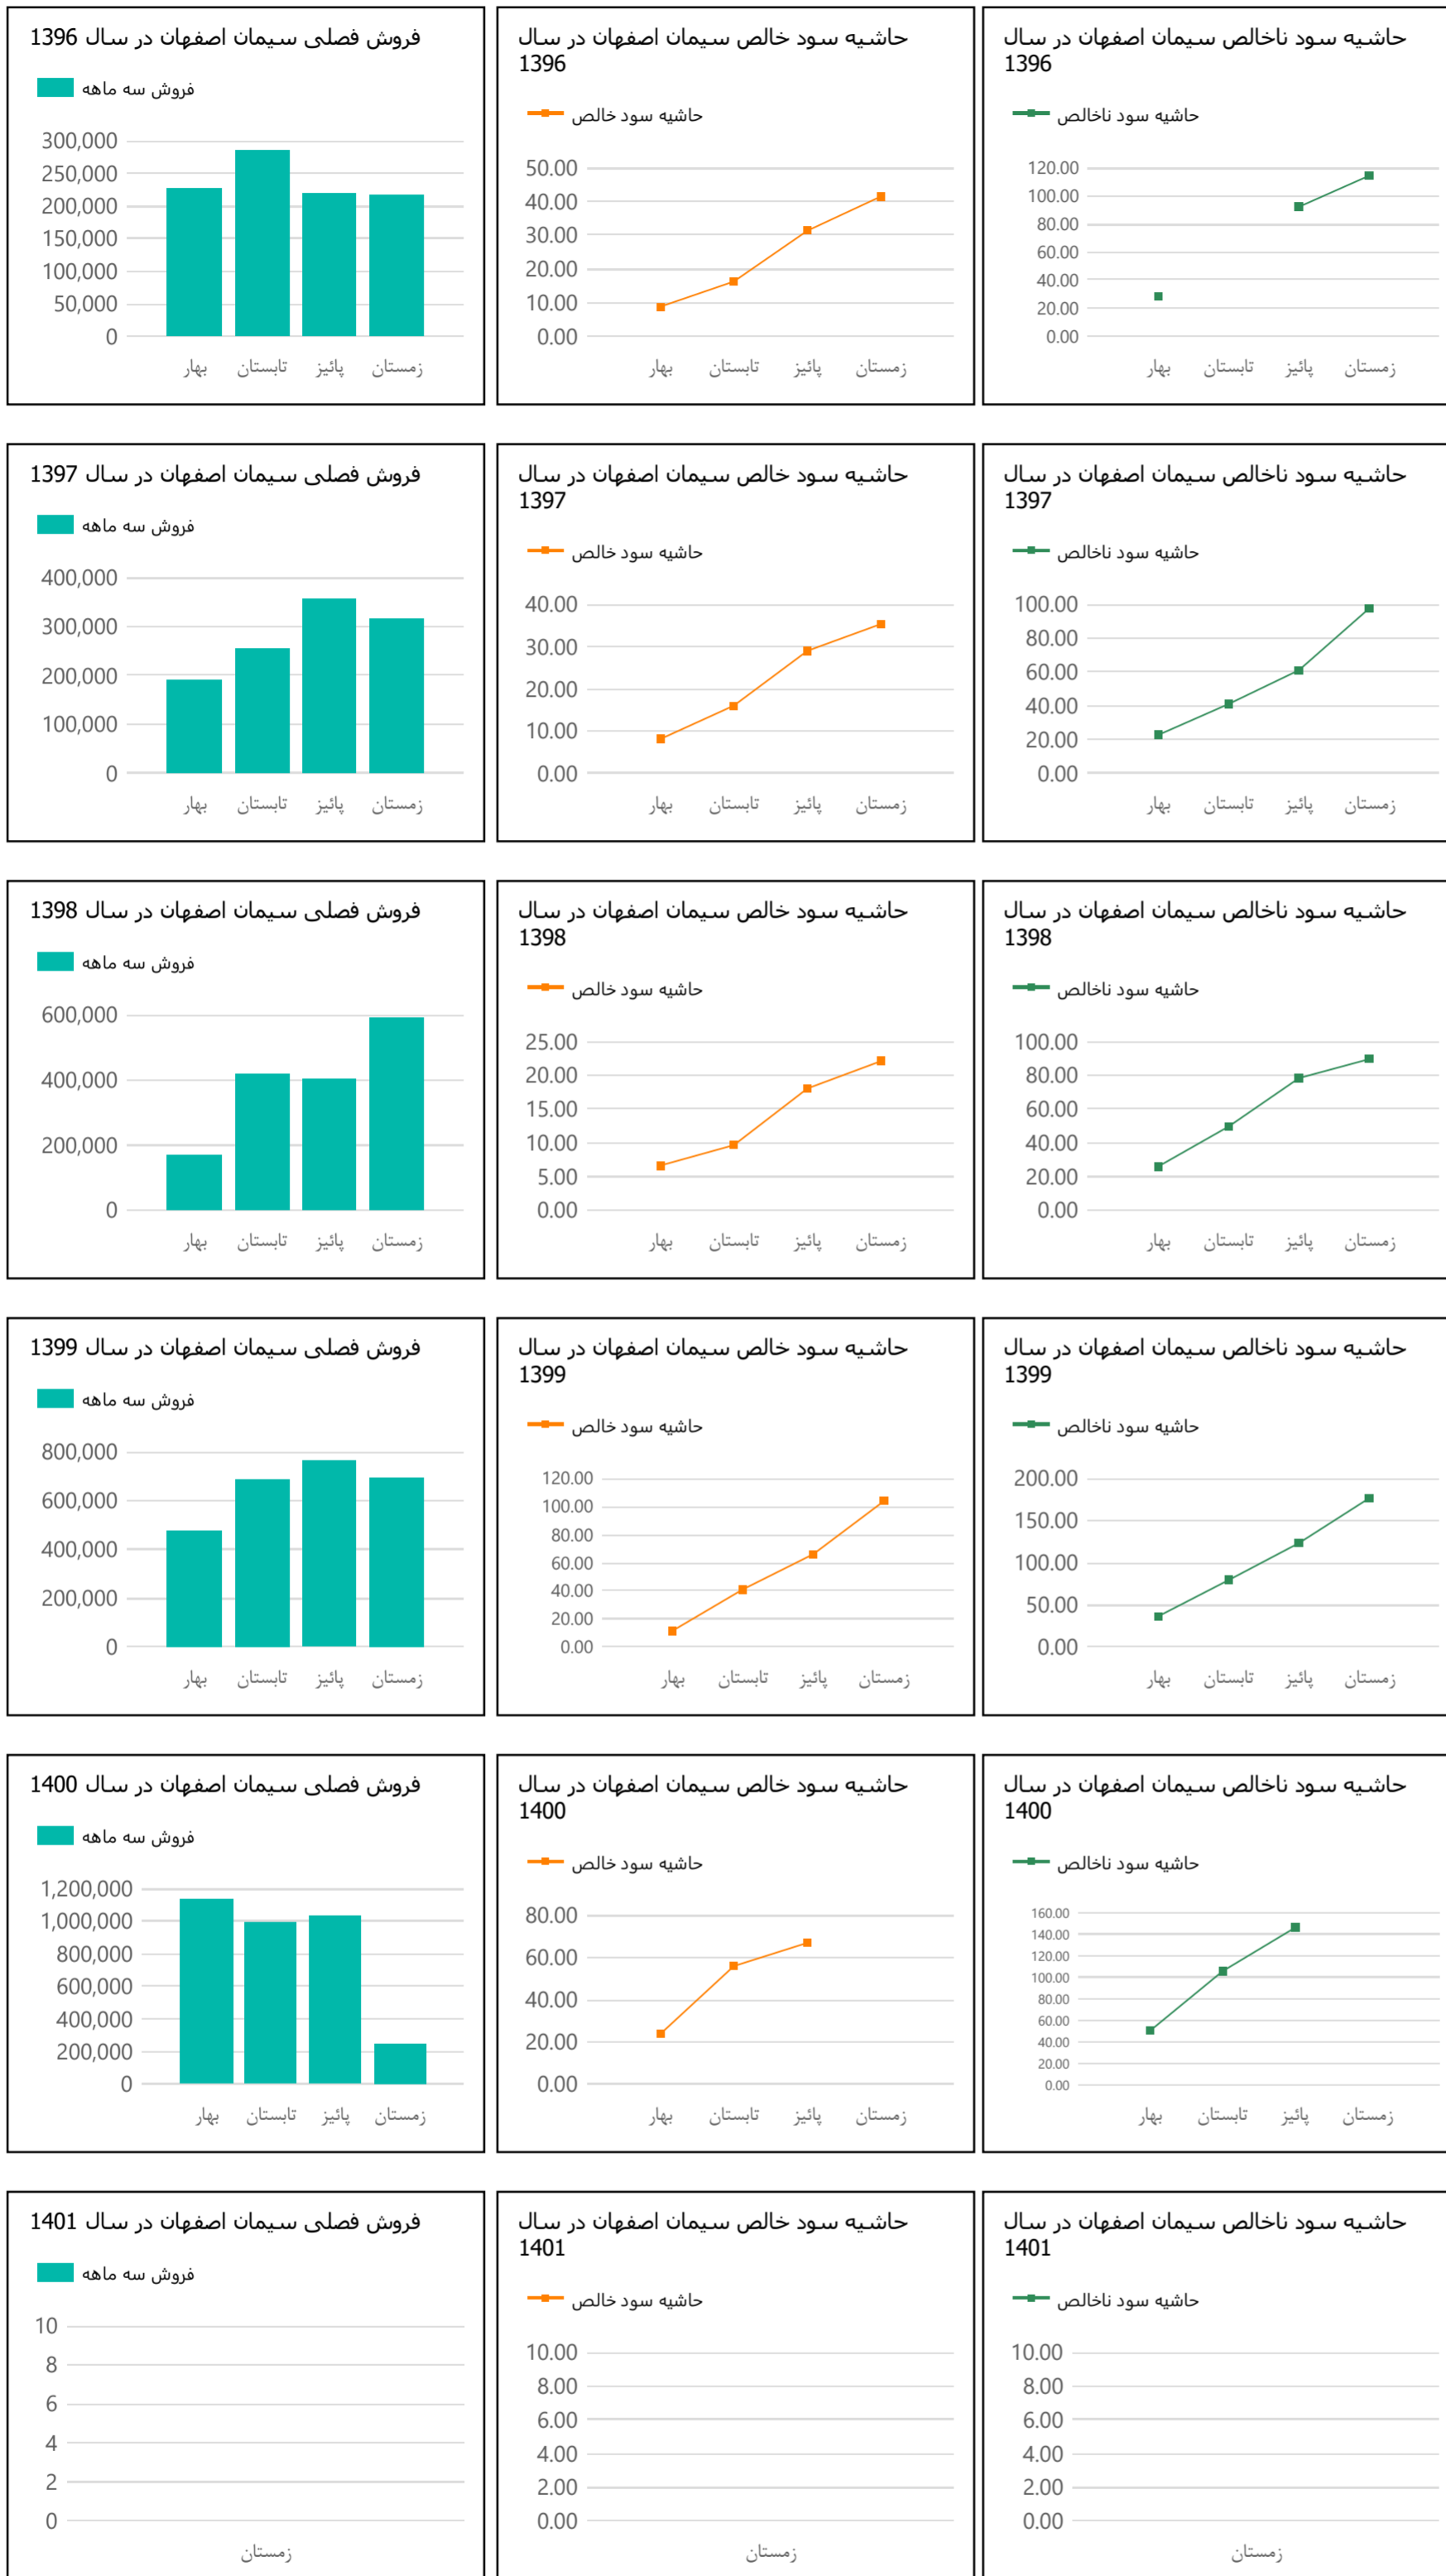 فروش فصلی سیمان اصفهان در سال 1396
فروش سه ماهه
300,000
250,000
200,000
150,000
100,000
50,000
0
بهار تابستان پائیز زمستان
حاشیه سود خالص سیمان اصفهان در سال
1396
حاشیه سود خالص
50.00
40.00
30.00
20.00
10.00
0.00
بهار تابستان پائیز زمستان
حاشیه سود ناخالص سیمان اصفهان در سال
1396
حاشیه سود ناخالص
120.00
100.00
80.00
60.00
40.00
20.00
0.00
بهار تابستان پائیز زمستان
فروش فصلی سیمان اصفهان در سال 1397
فروش سه ماهه
400,000
300,000
200,000
100,000
0
بهار تابستان پائیز زمستان
حاشیه سود خالص سیمان اصفهان در سال
1397
حاشیه سود خالص
40.00
30.00
20.00
10.00
0.00
بهار تابستان پائیز زمستان
حاشیه سود ناخالص سیمان اصفهان در سال
1397
حاشیه سود ناخالص
100.00
80.00
60.00
40.00
20.00
0.00
بهار تابستان پائیز زمستان
فروش فصلی سیمان اصفهان در سال 1398
فروش سه ماهه
600,000
400,000
200,000
0
بهار تابستان پائیز زمستان
حاشیه سود خالص سیمان اصفهان در سال
1398
حاشیه سود خالص
25.00
20.00
15.00
10.00
5.00
0.00
بهار تابستان پائیز زمستان
حاشیه سود ناخالص سیمان اصفهان در سال
1398
حاشیه سود ناخالص
100.00
80.00
60.00
40.00
20.00
0.00
بهار تابستان پائیز زمستان
فروش فصلی سیمان اصفهان در سال 1399
فروش سه ماهه
800,000
600,000
400,000
200,000
0
بهار تابستان پائیز زمستان
حاشیه سود خالص سیمان اصفهان در سال
1399
حاشیه سود خالص
120.00
100.00
80.00
60.00
40.00
20.00
0.00
بهار تابستان پائیز زمستان
حاشیه سود ناخالص سیمان اصفهان در سال
1399
حاشیه سود ناخالص
200.00
150.00
100.00
50.00
0.00
بهار تابستان پائیز زمستان
فروش فصلی سیمان اصفهان در سال 1400
فروش سه ماهه
1,200,000
1,000,000
800,000
600,000
400,000
200,000
0
بهار تابستان پائیز زمستان
حاشیه سود خالص سیمان اصفهان در سال
1400
حاشیه سود خالص
80.00
60.00
40.00
20.00
0.00
بهار تابستان پائیز زمستان
حاشیه سود ناخالص سیمان اصفهان در سال
1400
حاشیه سود ناخالص
160.00
140.00
120.00
100.00
80.00
60.00
40.00
20.00
0.00
بهار تابستان پائیز زمستان
فروش فصلی سیمان اصفهان در سال 1401
فروش سه ماهه
10
8
6
4
2
0
زمستان
حاشیه سود خالص سیمان اصفهان در سال
1401
حاشیه سود خالص
10.00
8.00
6.00
4.00
2.00
0.00
زمستان
حاشیه سود ناخالص سیمان اصفهان در سال
1401
حاشیه سود ناخالص
10.00
8.00
6.00
4.00
2.00
0.00
زمستان